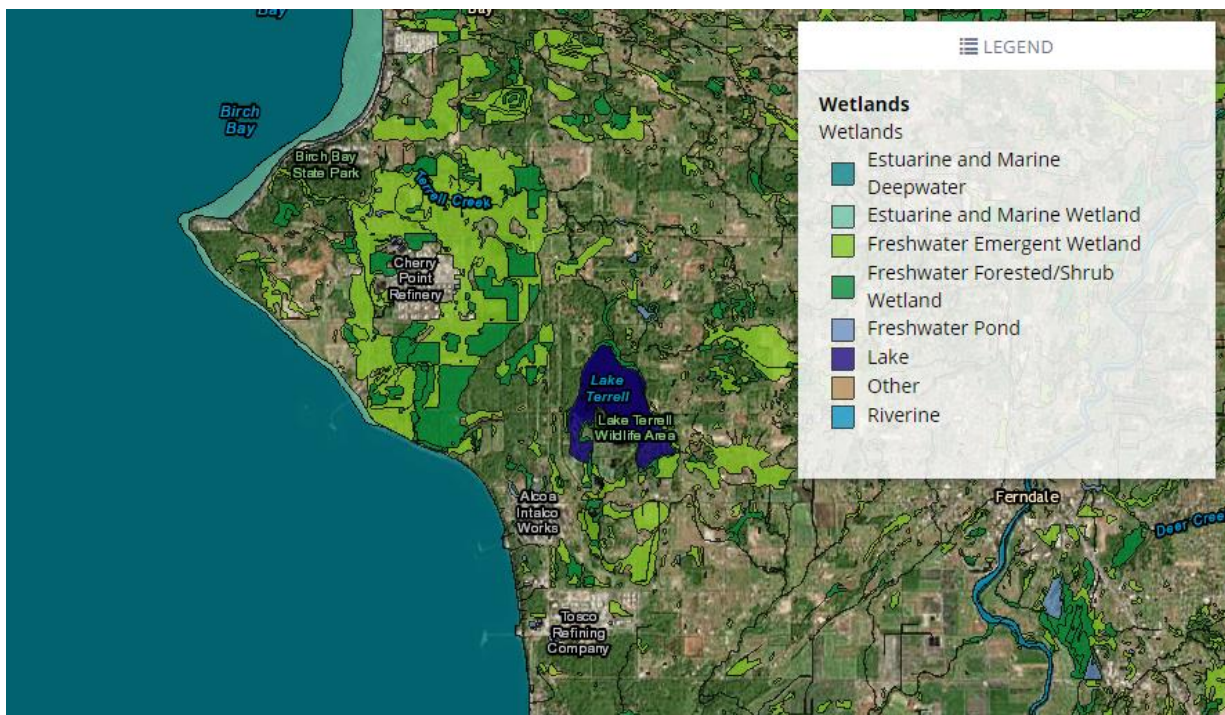 Bay
Bay
Birch
Bay
Birch Bay
State Park
Terrell Creek
Cherry
Point
Refinery
Lake
Terrell
Lake Terrell
Wildlife Area
Alcoa
Intalco
Works
Tosco
Refining
Company
LEGEND
Wetlands
Wetlands
Estuarine and Marine
Deepwater
Estuarine and Marine Wetland
Freshwater Emergent Wetland
Freshwater Forested/Shrub
Wetland
Freshwater Pond
Lake
Other
Riverine
Ferndale
Deer